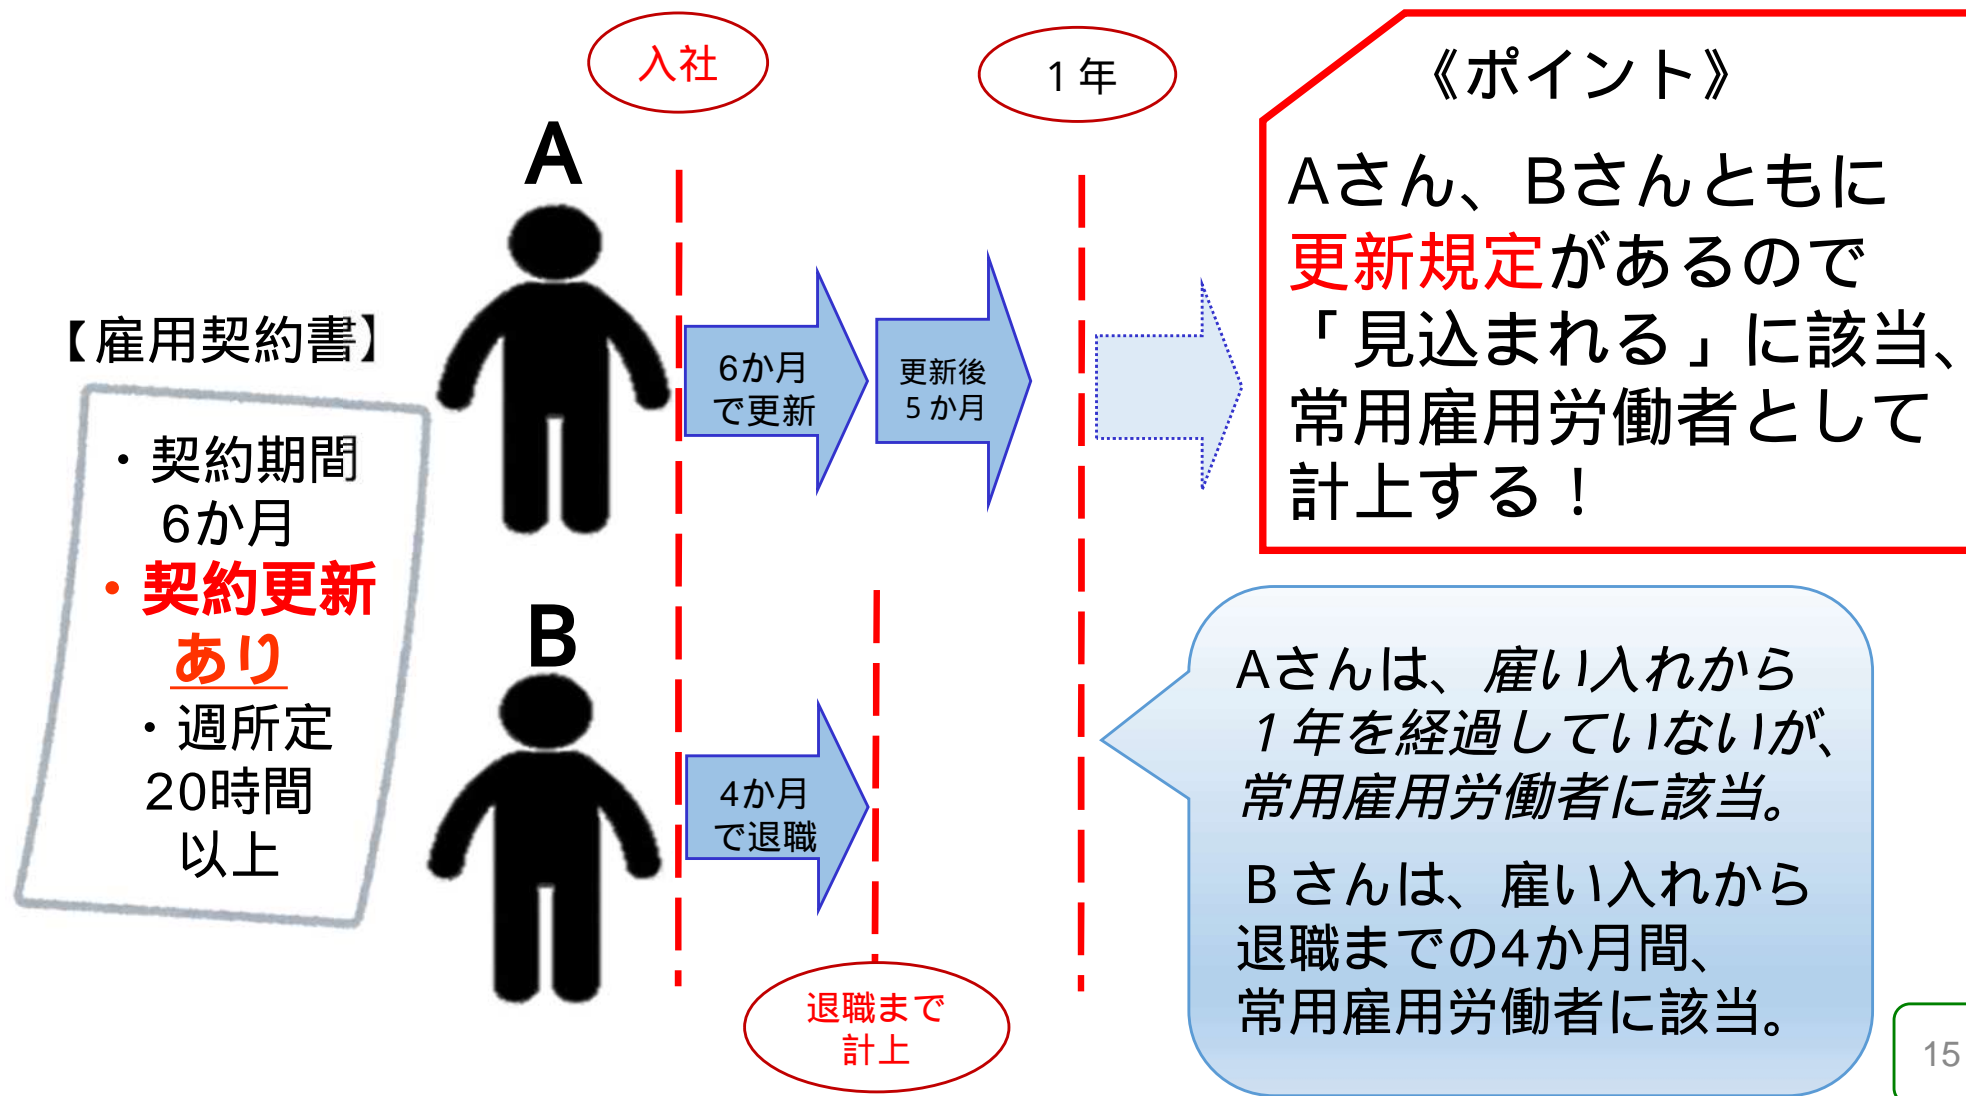 入社
1年
《ポイント》
Aさん、Bさんともに
更新規定があるので
「見込まれる」に該当、
常用雇用労働者として
計上する！
A
【雇用契約書】
・契約期間
6か月
・契約更新
あり
・週所定
20時間
以上
6か月
で更新
更新後
5か月
B
4か月
で退職
退職まで
計上
Aさんは、雇い入れから
1年を経過していないが、
常用雇用労働者に該当。
Bさんは、雇い入れから
退職までの4か月間、
常用雇用労働者に該当。
15